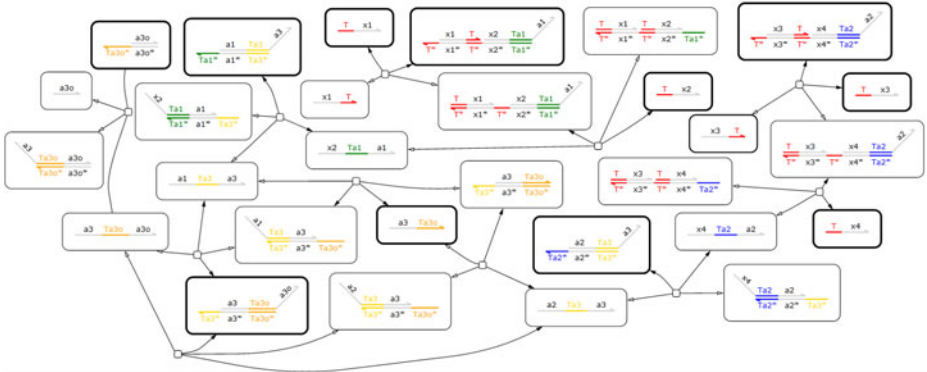 a3o
Ta3o" a3o"
a1 Ta3
Ta1" a1" Ta3"
a3
T x1
x1 T x2 Ta1
T" x1" T" x2" Ta1"
a1
T x1 T x2
T" x1" T" x2" Ta1"
x3 T x4 Ta2
T" x3" T" x4" Ta2"
a2
a3o
x2
Ta1 a1
Ta1" a1" Ta3"
x1 T
T x1 x2 Ta1
T" x1" T" x2" Ta1"
a1
T x2
T x3
x3 T
a3
Ta3o a3o
Ta3o" a3o"
x2 Ta1 a1
T x3 x4 Ta2
T" x3" T" x4" Ta2"
a2
a1 Ta3 a3
a3 Ta3o
Ta3" a3" Ta3o"
T x3 T x4
T" x3" T" x4" Ta2"
a3 Ta3o a3o
a1
Ta3 a3
Ta3" a3" Ta3o"
a3 Ta3o
a2 Ta3
Ta2" a2" Ta3"
a3
x4 Ta2 a2
T x4
a3 Ta3o
Ta3" a3" Ta3o"
a3o
a2
Ta3 a3
Ta3" a3" Ta3o"
a2 Ta3 a3
x4
Ta2 a2
Ta2" a2" Ta3"